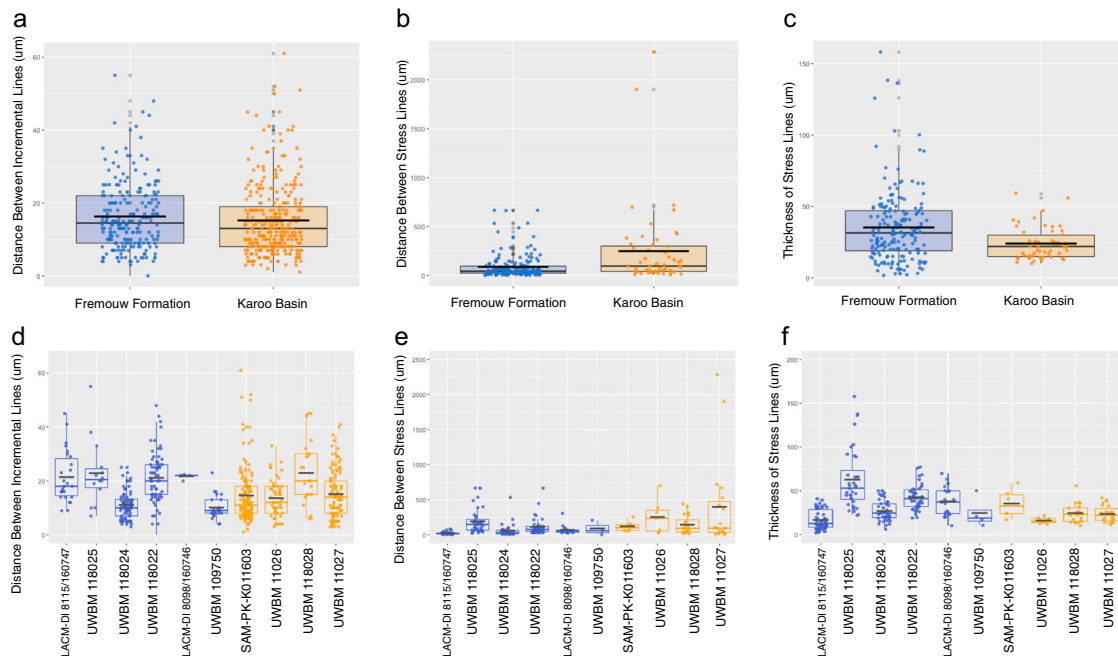 a
Distance Between Incremental Lines (um)
60
40
20
0
Fremouw Formation
Karoo Basin
b
Distance Between Stress Lines (um)
2500
2000
1500
1000
500
0
Fremouw Formation
Karoo Basin
c
Thickness of Stress Lines (um)
150
100
50
0
Fremouw Formation
Karoo Basin
d
Distance Between Incremental Lines (um)
60
40
20
0
LACM-DI 8115/160747
UWBM 118025
UWBM 118024
UWBM 118022
LACM-DI 8098/160746
UWBM 109750
SAM-PK-K011603
UWBM 11026
UWBM 118028
UWBM 11027
e
Distance Between Stress Lines (um)
2500
2000
1500
1000
500
0
LACM-DI 8115/160747
UWBM 118025
UWBM 118024
UWBM 118022
LACM-DI 8098/160746
UWBM 109750
SAM-PK-K011603
UWBM 11026
UWBM 118028
UWBM 11027
f
Thickness of Stress Lines (um)
200
150
100
50
0
LACM-DI 8115/160747
UWBM 118025
UWBM 118024
UWBM 118022
LACM-DI 8098/160746
UWBM 109750
SAM-PK-K011603
UWBM 11026
UWBM 118028
UWBM 11027